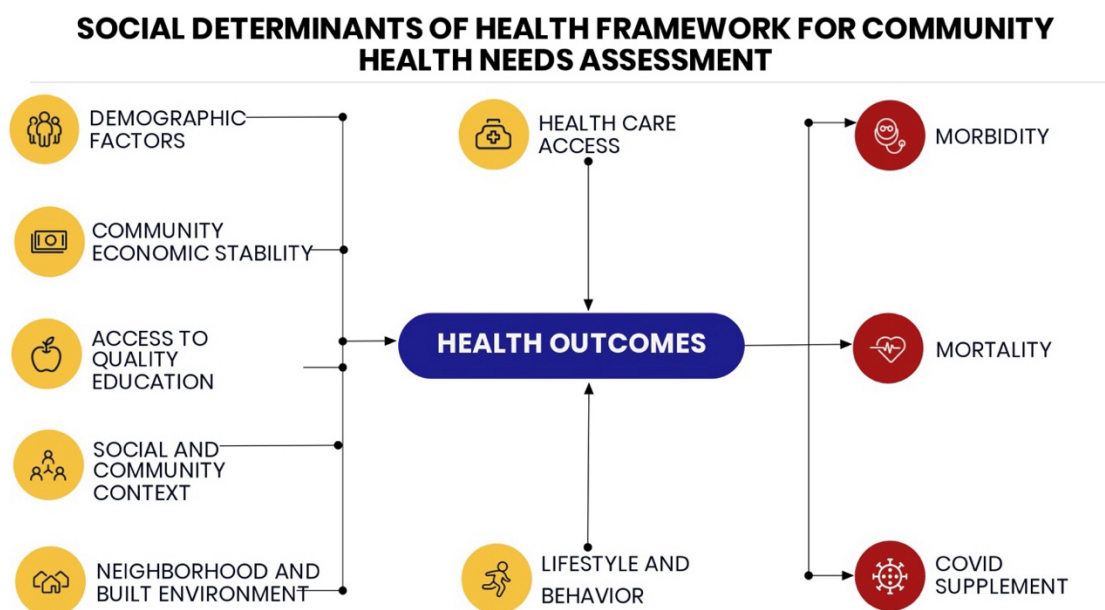 SOCIAL DETERMINANTS OF HEALTH FRAMEWORK FOR COMMUNITY
HEALTH NEEDS ASSESSMENT
DEMOGRAPHIC
FACTORS
COMMUNITY
ECONOMIC STABILITY
ACCESS TO
QUALITY
EDUCATION
SOCIAL AND
COMMUNITY
CONTEXT
NEIGHBORHOOD AND
BUILT ENVIRONMENT
HEALTH CARE
ACCESS
HEALTH OUTCOMES
LIFESTYLE AND
BEHAVIOR
MORBIDITY
MORTALITY
COVID
SUPPLEMENT